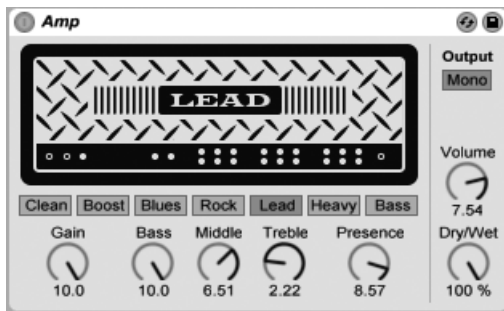 Amp
LEAD
Clean Boost Blues Rock Lead Heavy Bass
Gain Bass Middle Treble Presence
10.0 10.0 6.51 2.22 8.57
Output
Mono
Volume
7.54
Dry/Wet
100 %